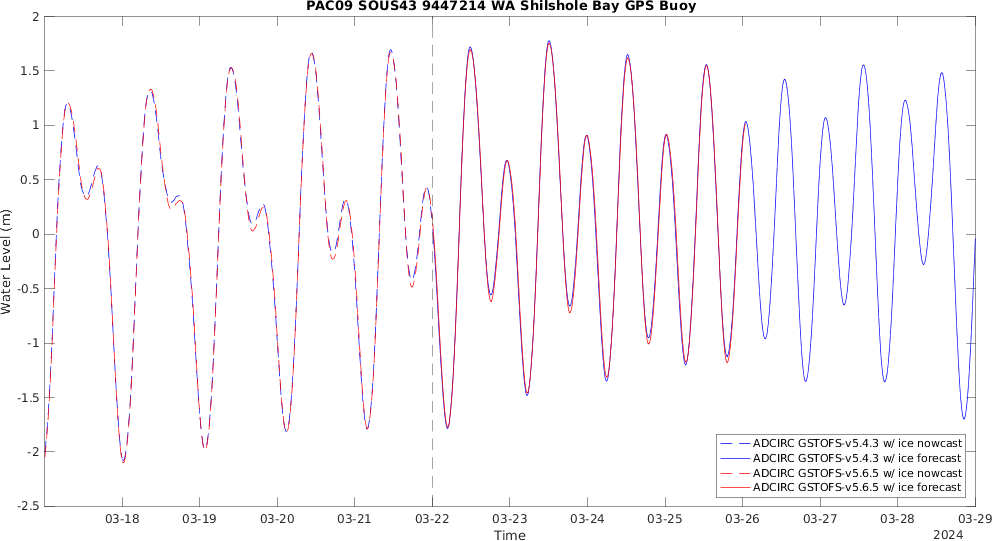 PAC09 SOUS43 9447214 WA Shilshole Bay GPS Buoy
2
1.5
1
0.5
0
-0.5
-1
-1.5
-2
-2.5
Water Level (m)
03-18 03-19 03-20 03-21 03-22 03-23 03-24 03-25 03-26 03-27 03-28 03-29
Time
2024
ADCIRC GSTOFS-v5.4.3 w/ ice nowcast
ADCIRC GSTOFS-v5.4.3 w/ ice forecast
ADCIRC GSTOFS-v5.6.5 w/ ice nowcast
ADCIRC GSTOFS-v5.6.5 w/ ice forecast